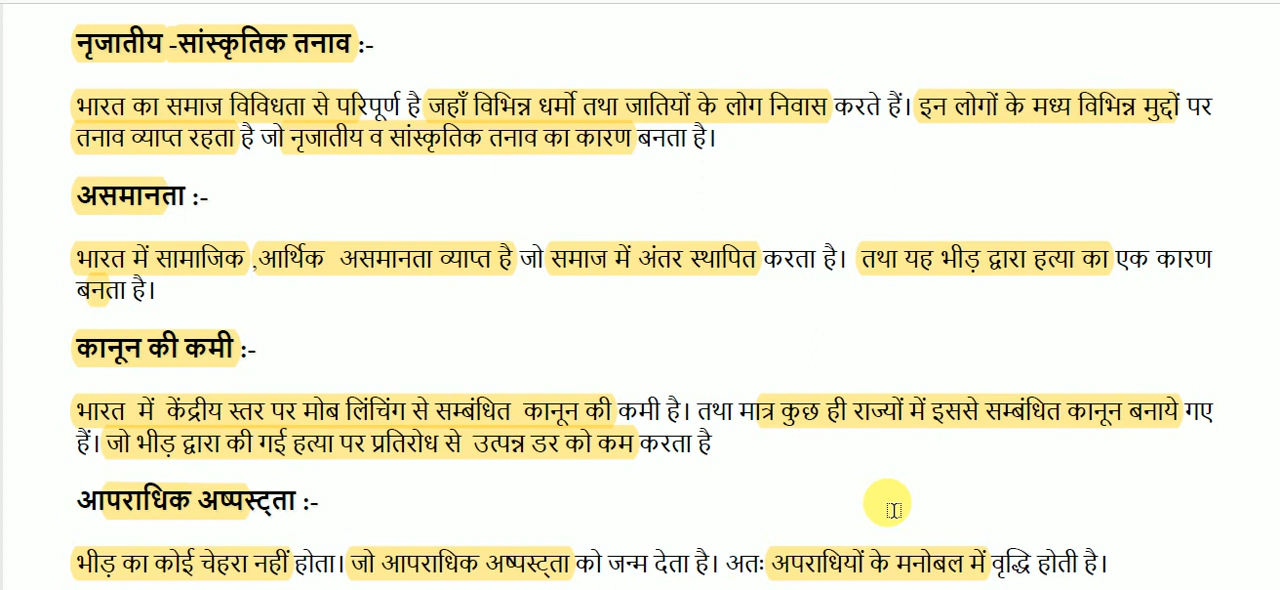 नृजातीय -सांस्कृतिक तनाव :-
भारत का समाज विविधता से परिपूर्ण है जहाँ विभिन्न धर्मो तथा जातियों के लोग निवास करते हैं। इन लोगों के मध्य विभिन्न मुद्दों पर
तनाव व्याप्त रहता है जो नृजातीय व सांस्कृतिक तनाव का कारण बनता है।
असमानता :-
भारत में सामाजिक ,आर्थिक असमानता व्याप्त है जो समाज में अंतर स्थापित करता है। तथा यह भीड़ द्वारा हत्या का एक कारण
बनता है।
कानून की कमी :-
भारत में केंद्रीय स्तर पर मोब लिंचिंग से सम्बंधित कानून की कमी है। तथा मात्र कुछ ही राज्यों में इससे सम्बंधित कानून बनाये गए
हैं। जो भीड़ द्वारा की गई हत्या पर प्रतिरोध से उत्पन्न डर को कम करता है
आपराधिक अष्पस्ट्ता :-
भीड़ का कोई चेहरा नहीं होता। जो आपराधिक अष्पस्ट्ता को जन्म देता है। अतः अपराधियों के मनोबल में वृद्धि होती है।